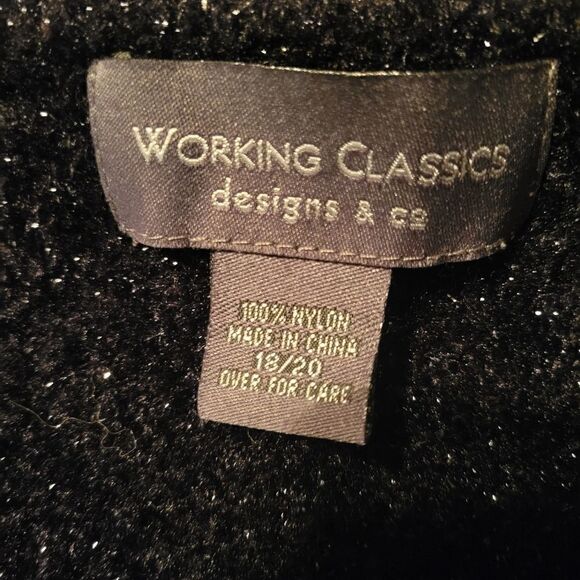 WORKING CLASSICS
designs & co
100% NYLON
MADE IN CHINA
18/20
OVER FOR CARE